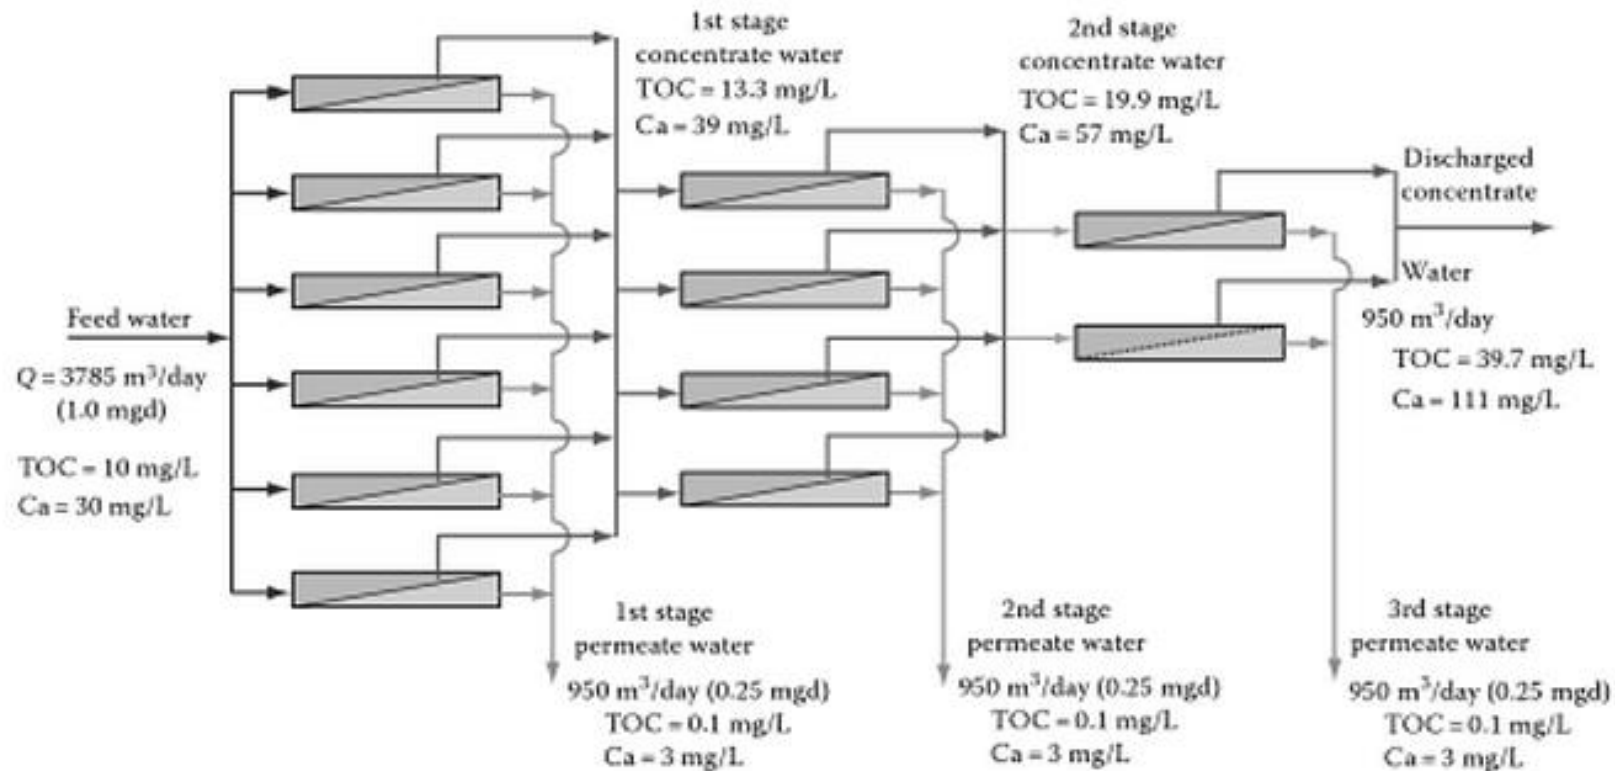 1st stage
concentrate water
TOC = 13.3 mg/L
Ca = 39 mg/L
2nd stage
concentrate water
TOC = 19.9 mg/L
Ca = 57 mg/L
Discharged
concentrate
Water
950 m³/day
TOC = 39.7 mg/L
Ca = 111 mg/L
Feed water
Q = 3785 m³/day
(1.0 mgd)
TOC = 10 mg/L
Ca = 30 mg/L
1st stage
permeate water
950 m³/day (0.25 mgd)
TOC = 0.1 mg/L
Ca = 3 mg/L
2nd stage
permeate water
950 m³/day (0.25 mgd)
TOC = 0.1 mg/L
Ca = 3 mg/L
3rd stage
permeate water
950 m³/day (0.25 mgd)
TOC = 0.1 mg/L
Ca = 3 mg/L